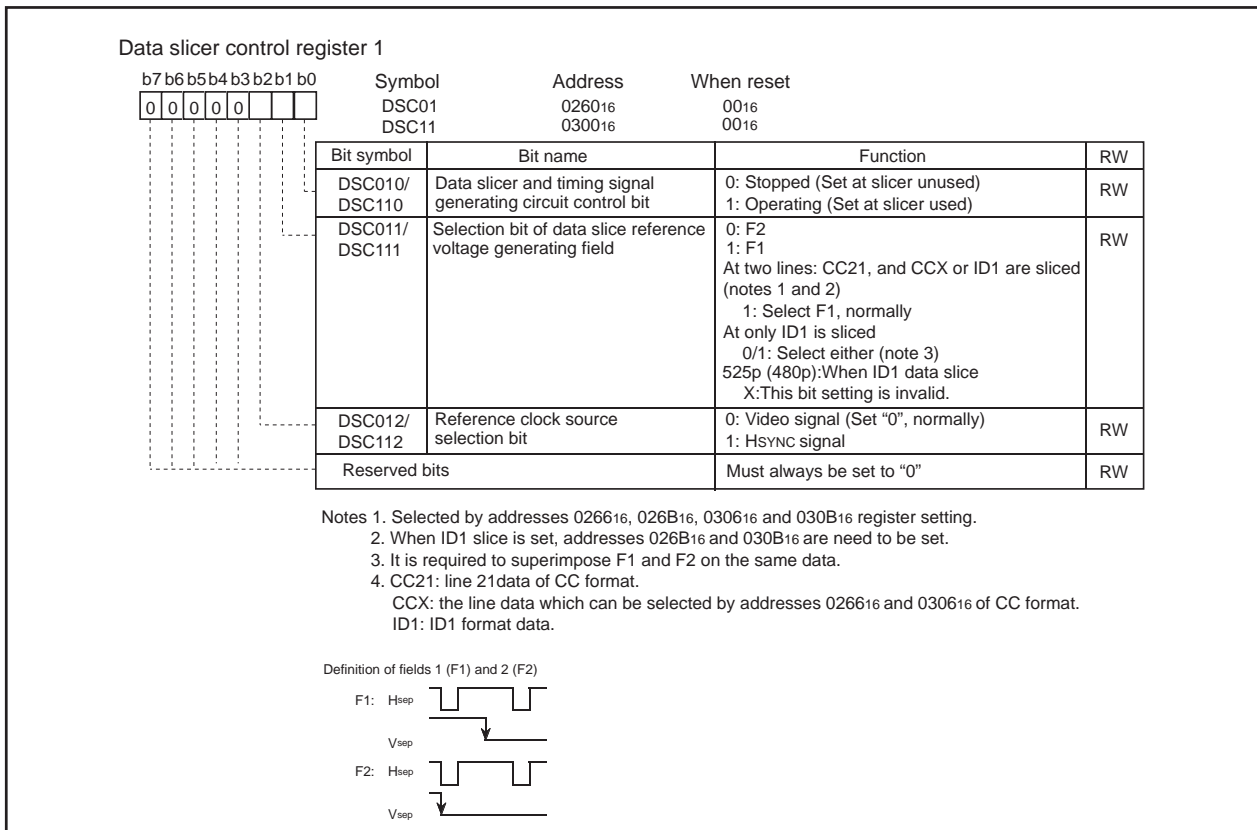 Data slicer control register 1
b7 b6 b5 b4 b3 b2 b1 b0 Symbol Address When reset
0 0 0 0 0 DSC01 026016 0016
DSC11 030016 0016
Bit symbol Bit name Function RW
DSC010/ Data slicer and timing signal 0: Stopped (Set at slicer unused) RW
DSC110 generating circuit control bit 1: Operating (Set at slicer used)
DSC011/ Selection bit of data slice reference 0: F2 RW
DSC111 voltage generating field 1: F1
At two lines: CC21, and CCX or ID1 are sliced
(notes 1 and 2)
1: Select F1, normally
At only ID1 is sliced
0/1: Select either (note 3)
525p (480p):When ID1 data slice
X:This bit setting is invalid.
DSC012/ Reference clock source 0: Video signal (Set “0”, normally) RW
DSC112 selection bit 1: HSYNC signal
Reserved bits Must always be set to “0” RW
Notes 1. Selected by addresses 026616, 026B16, 030616 and 030B16 register setting.
2. When ID1 slice is set, addresses 026B16 and 030B16 are need to be set.
3. It is required to superimpose F1 and F2 on the same data.
4. CC21: line 21data of CC format.
CCX: the line data which can be selected by addresses 026616 and 030616 of CC format.
ID1: ID1 format data.
Definition of fields 1 (F1) and 2 (F2)
F1: Hsep
Vsep
F2: Hsep
Vsep